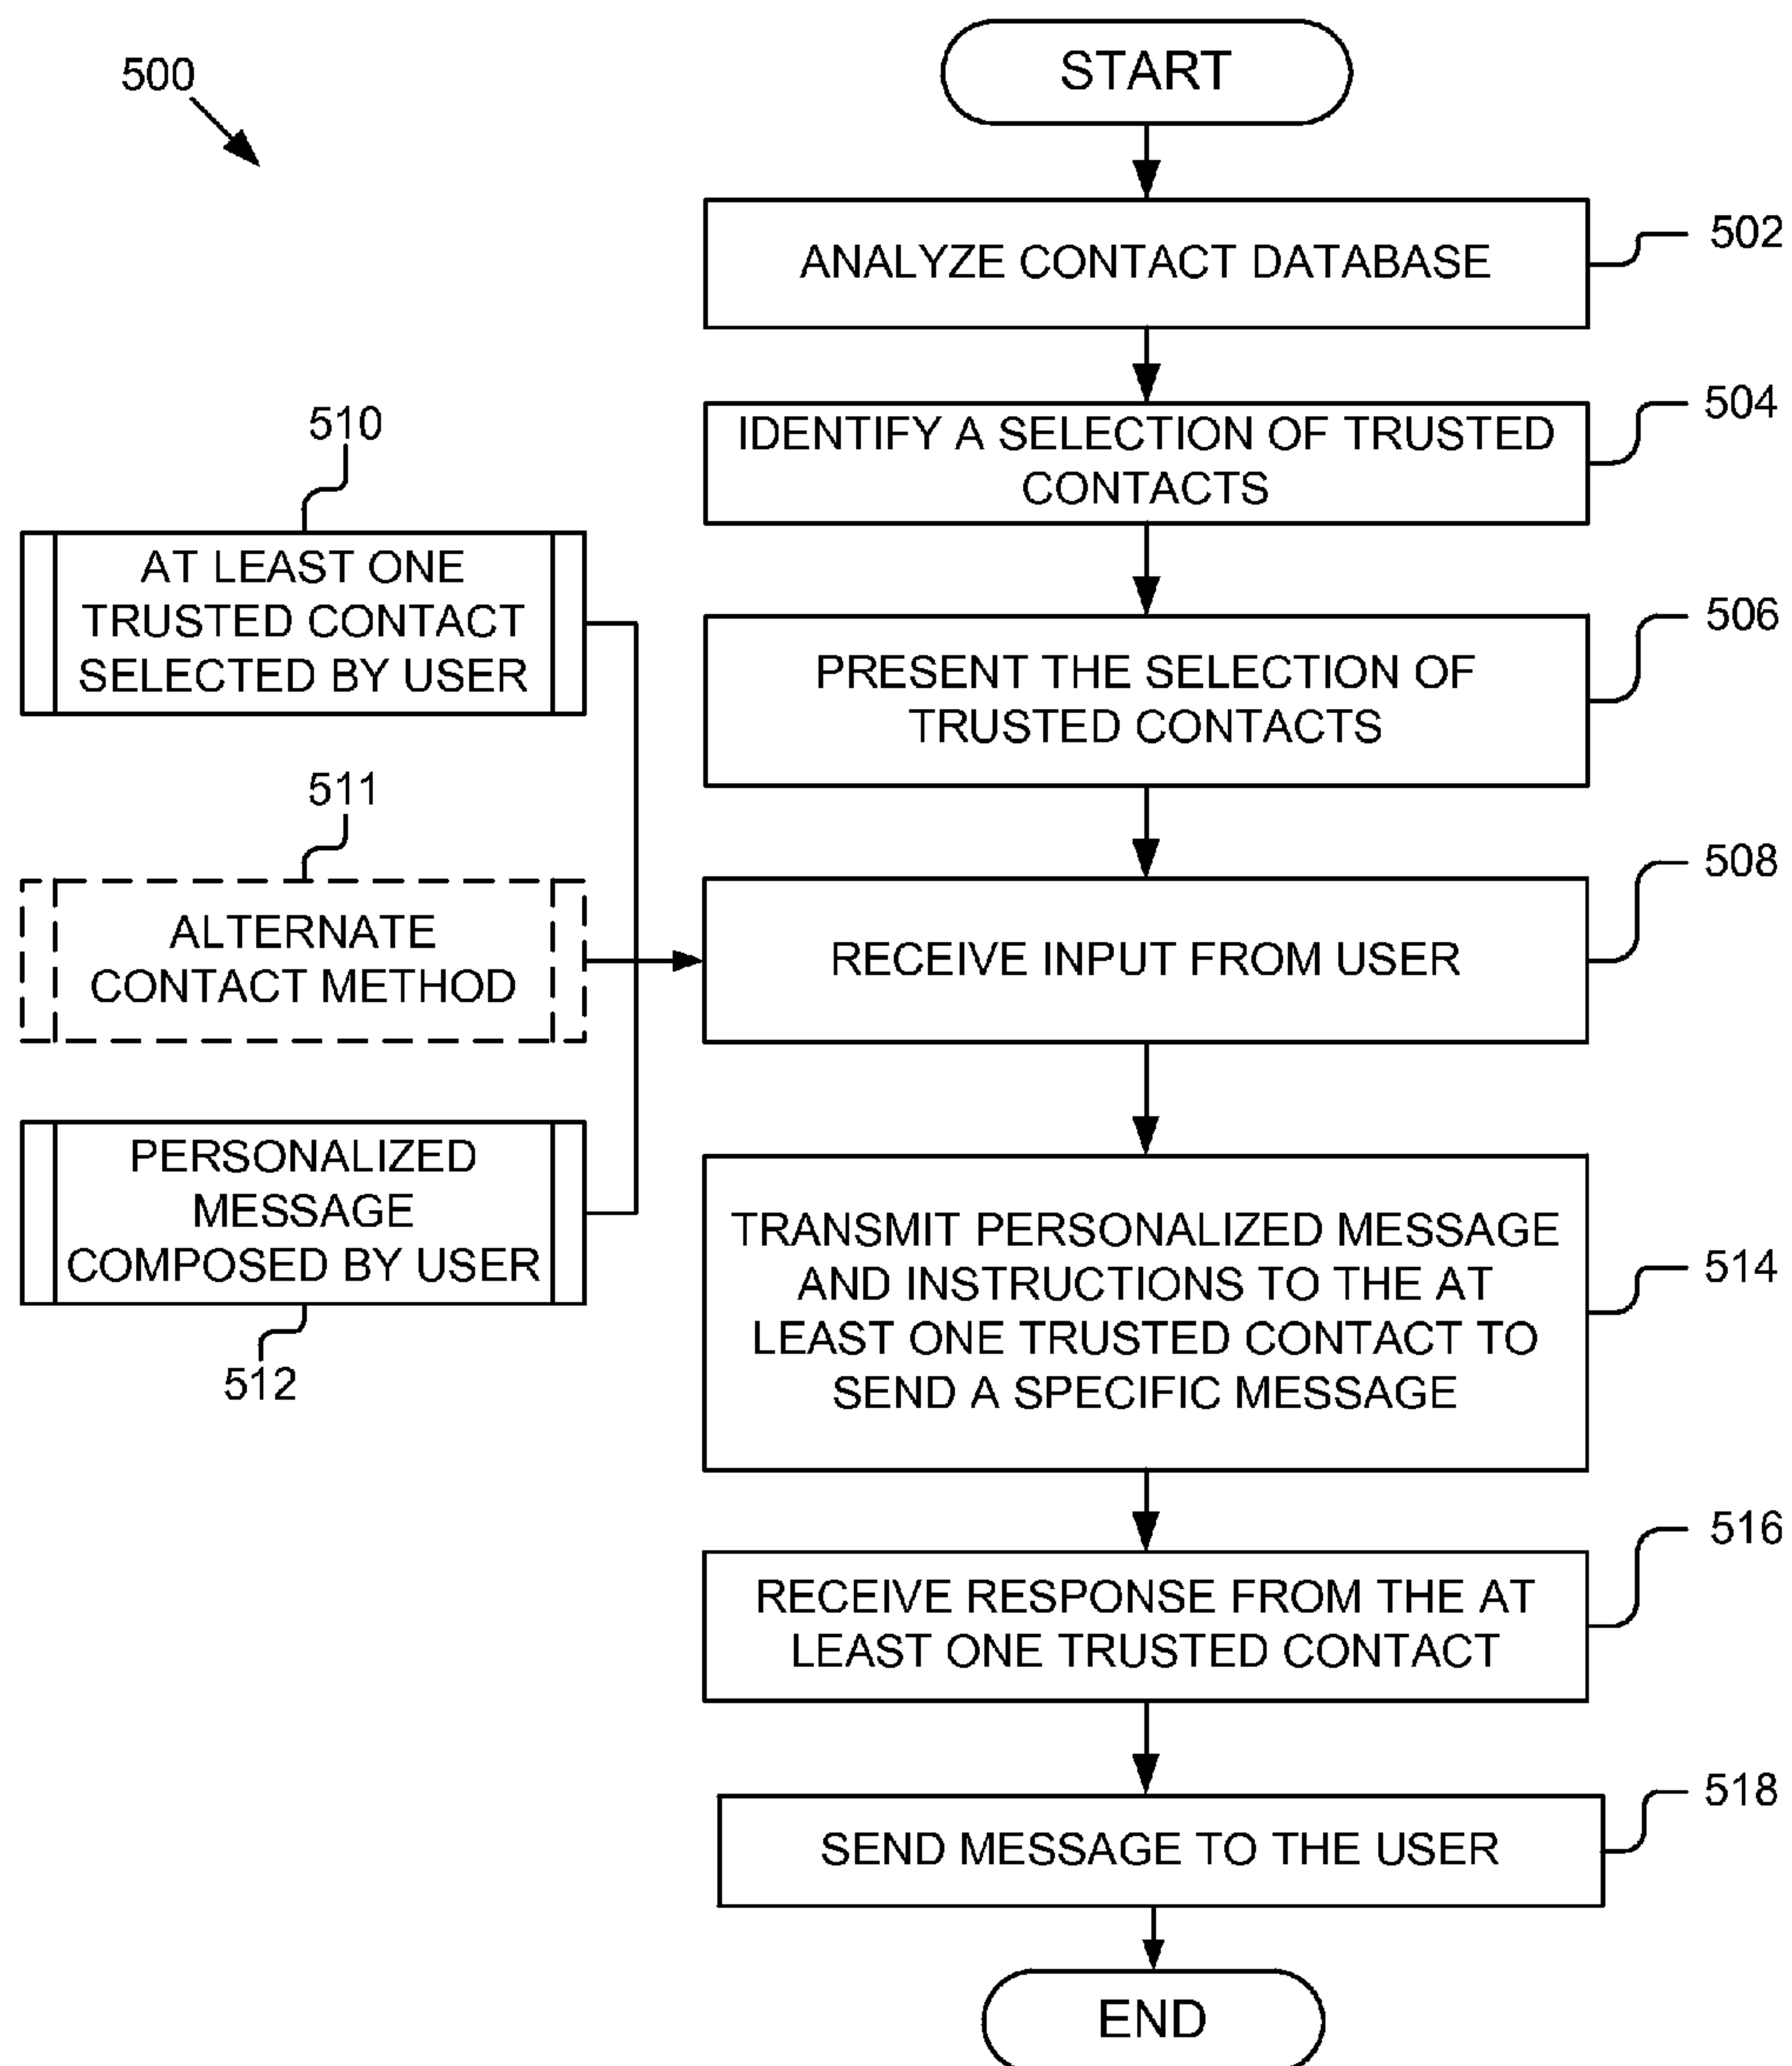 500
START
ANALYZE CONTACT DATABASE
502
IDENTIFY A SELECTION OF TRUSTED
CONTACTS
504
PRESENT THE SELECTION OF
TRUSTED CONTACTS
506
510
AT LEAST ONE
TRUSTED CONTACT
SELECTED BY USER
511
ALTERNATE
CONTACT METHOD
PERSONALIZED
MESSAGE
COMPOSED BY USER
512
RECEIVE INPUT FROM USER
508
TRANSMIT PERSONALIZED MESSAGE
AND INSTRUCTIONS TO THE AT
LEAST ONE TRUSTED CONTACT TO
SEND A SPECIFIC MESSAGE
514
RECEIVE RESPONSE FROM THE AT
LEAST ONE TRUSTED CONTACT
516
SEND MESSAGE TO THE USER
518
END